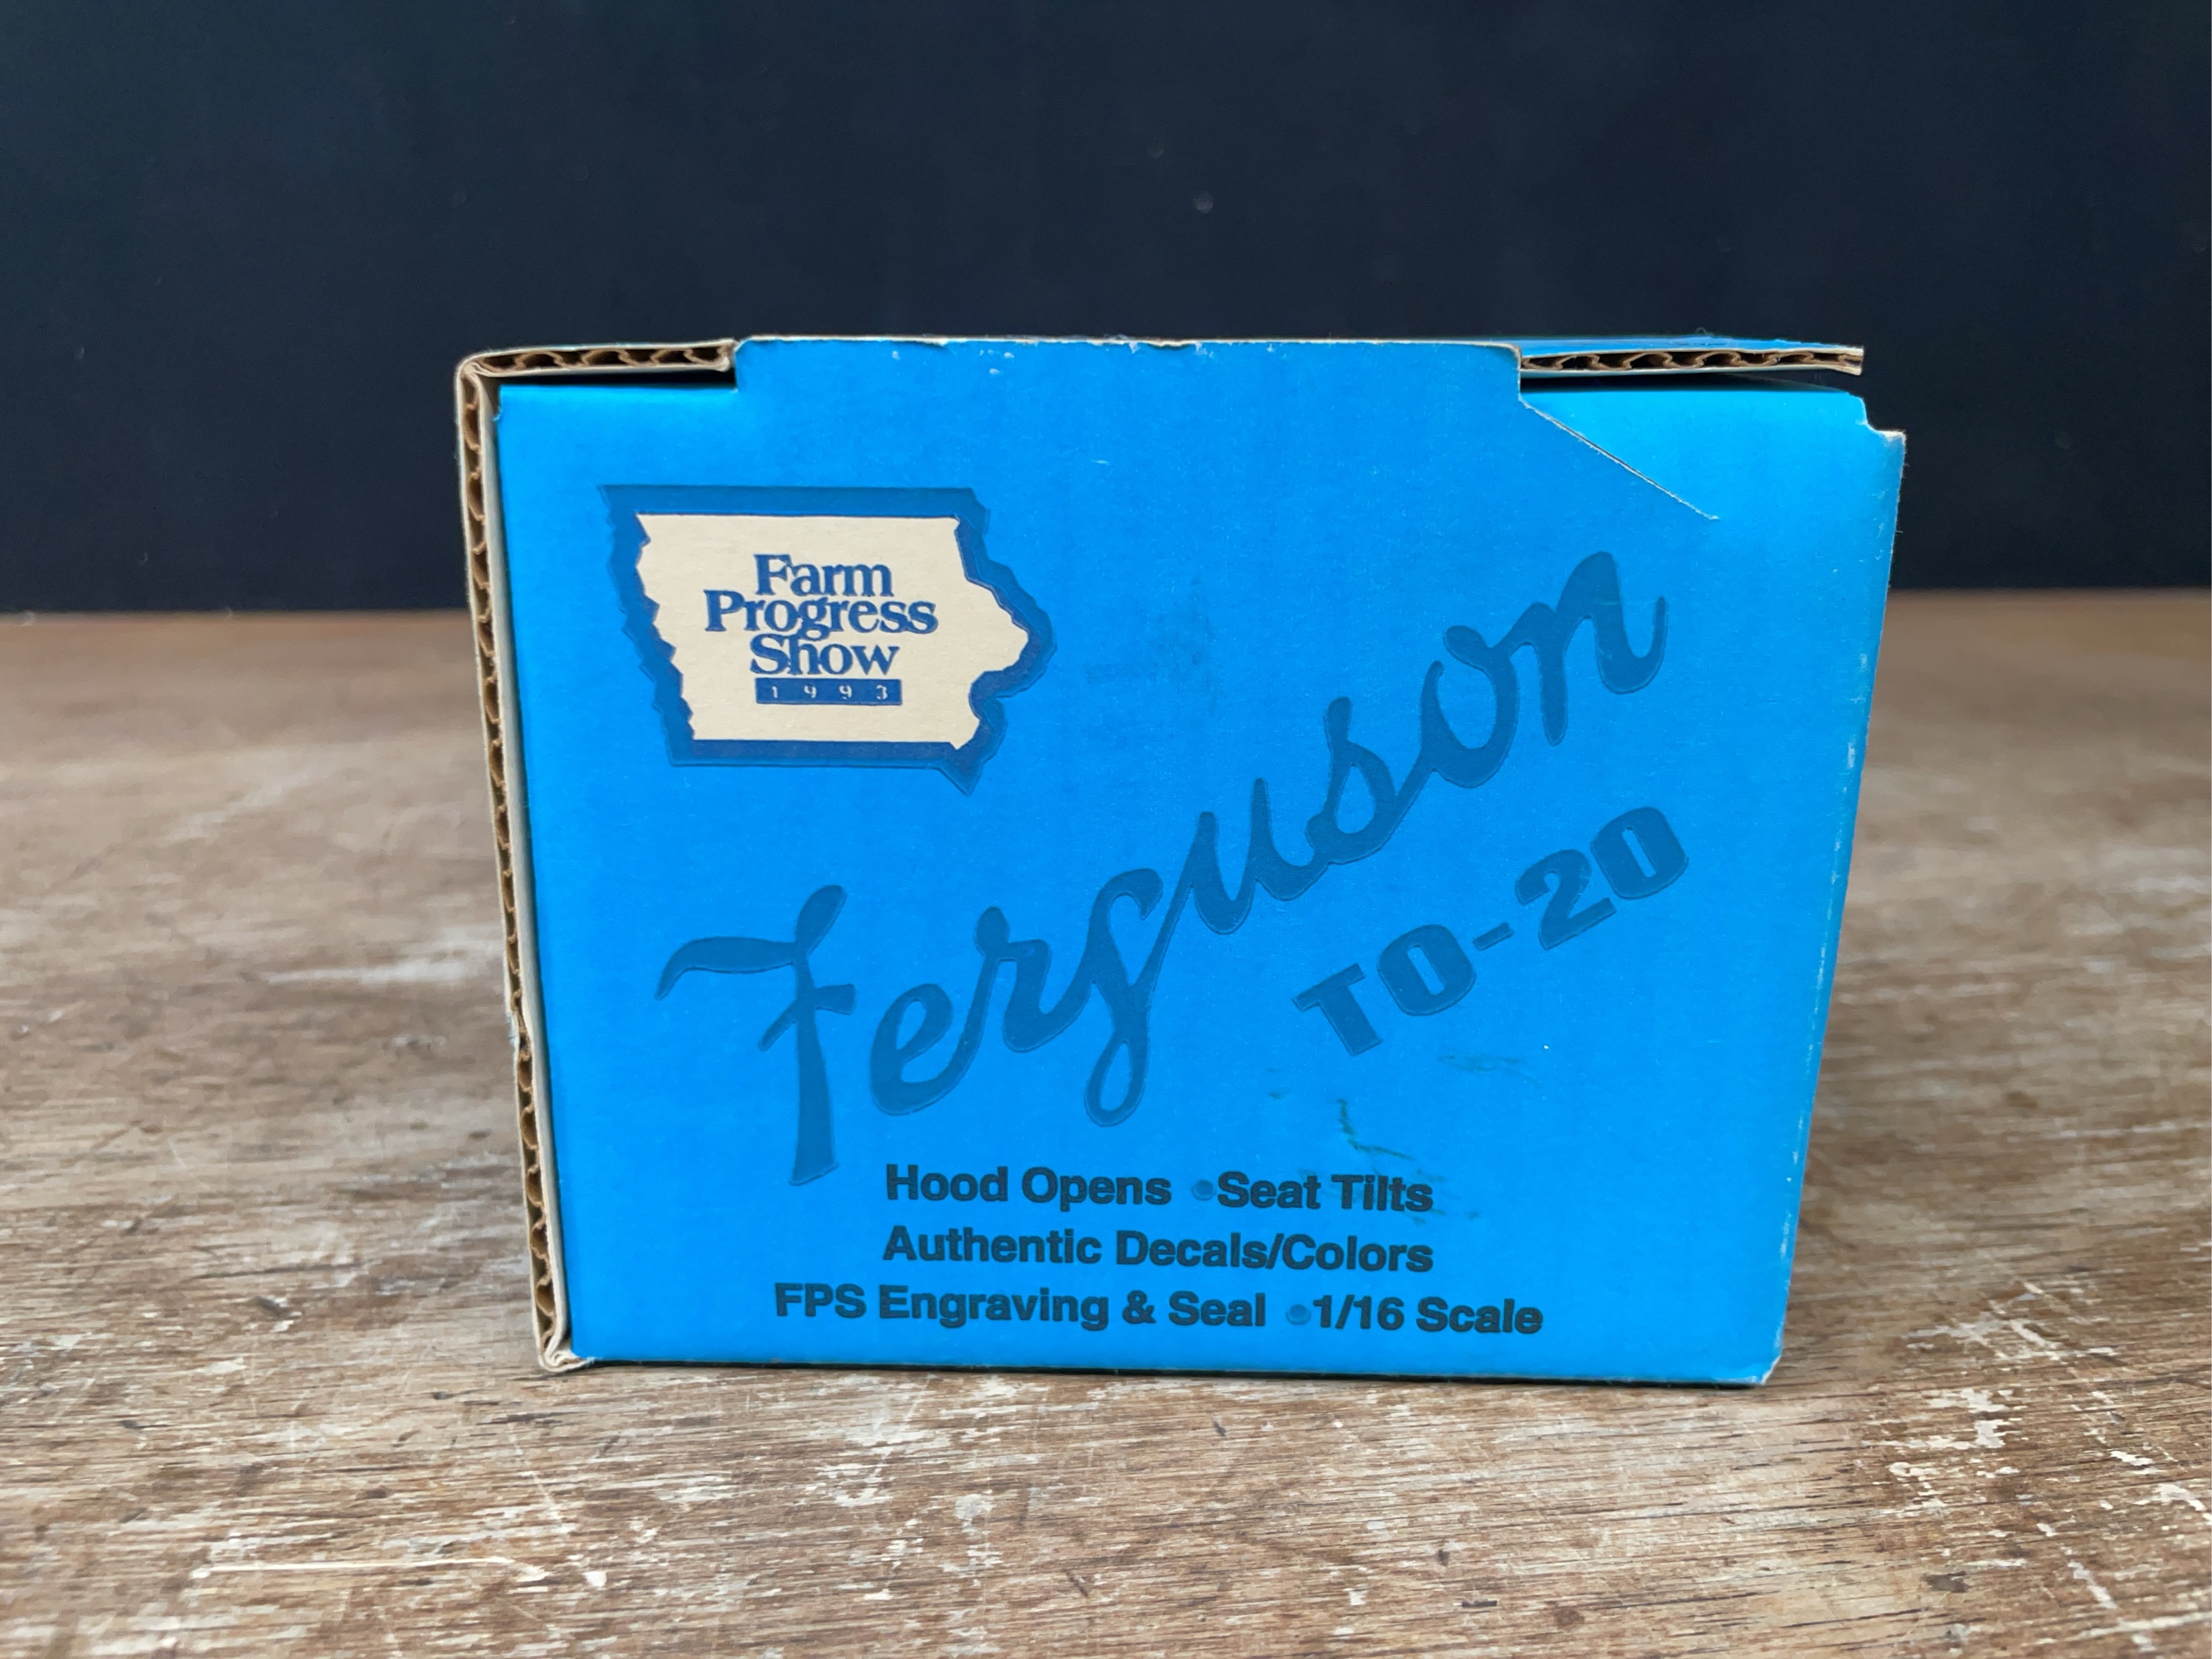 Farm
Progress
Show
1993
Ferguson
TO-20
Hood Opens •Seat Tilts
Authentic Decals/Colors
FPS Engraving & Seal •1/16 Scale